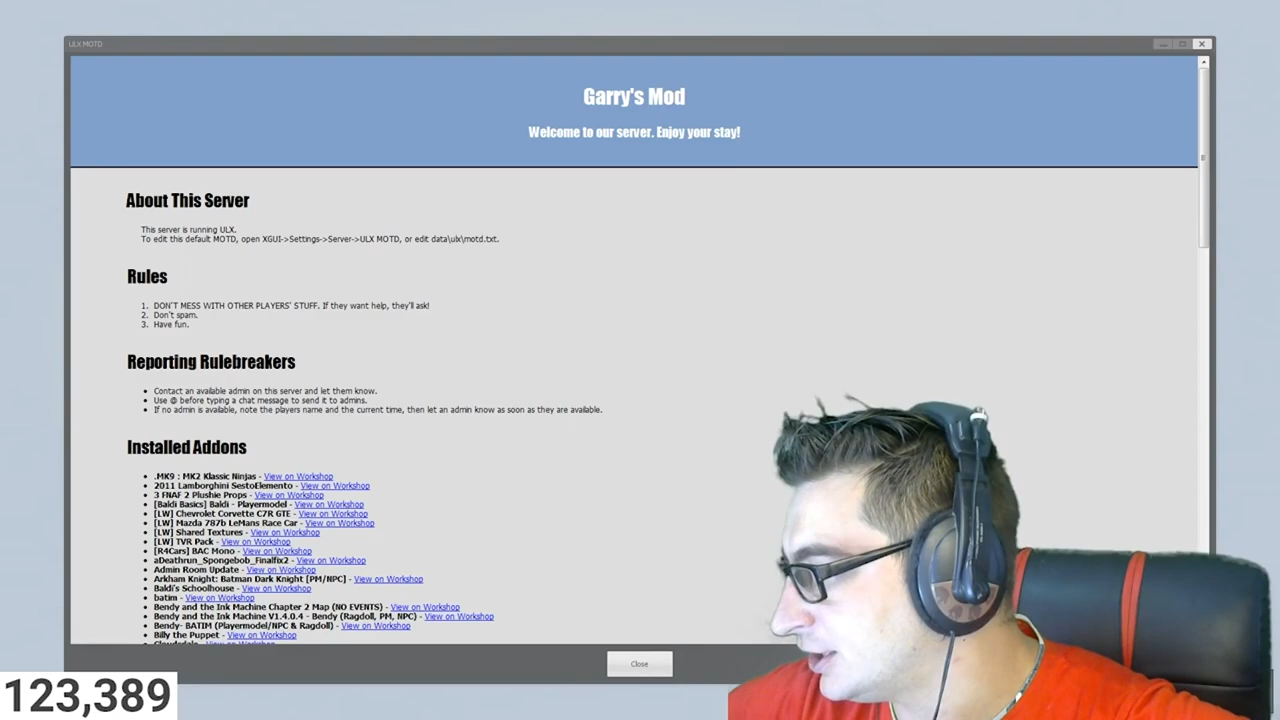 ULX MOTD
Garry's Mod
Welcome to our server. Enjoy your stay!
About This Server
This server is running ULX.
To edit this default MOTD, open XGUI->Settings->Server->ULX MOTD, or edit data\ulx\motd.txt.
Rules
1. DON'T MESS WITH OTHER PLAYERS' STUFF. If they want help, they'll ask!
2. Don't spam.
3. Have fun.
Reporting Rulebreakers
Contact an available admin on this server and let them know.
Use @ before typing a chat message to send it to admins.
If no admin is available, note the players name and the current time, then let an admin know as soon as they are available.
Installed Addons
.MK9 : MK2 Klassic Ninjas - View on Workshop
2011 Lamborghini SestoElemento - View on Workshop
3 FNAF 2 Plushie Props - View on Workshop
[Baldi Basics] Baldi - Playermodel - View on Workshop
[LW] Chevrolet Corvette C7R GTE - View on Workshop
[LW] Mazda 787b LeMans Race Car - View on Workshop
[LW] Shared Textures - View on Workshop
[LW] TVR Pack - View on Workshop
[R4Cars] BAC Mono - View on Workshop
aDeathrun_Spongebob_Finalfix2 - View on Workshop
Admin Room Update - View on Workshop
Arkham Knight: Batman Dark Knight [PM/NPC] - View on Workshop
Baldi's Schoolhouse - View on Workshop
batim - View on Workshop
Bendy and the Ink Machine Chapter 2 Map (NO EVENTS) - View on Workshop
Bendy and the Ink Machine V1.4.0.4 - Bendy (Ragdoll, PM, NPC) - View on Workshop
Bendy- BATIM (Playermodel/NPC & Ragdoll) - View on Workshop
Billy the Puppet - View on Workshop
Close
123,389